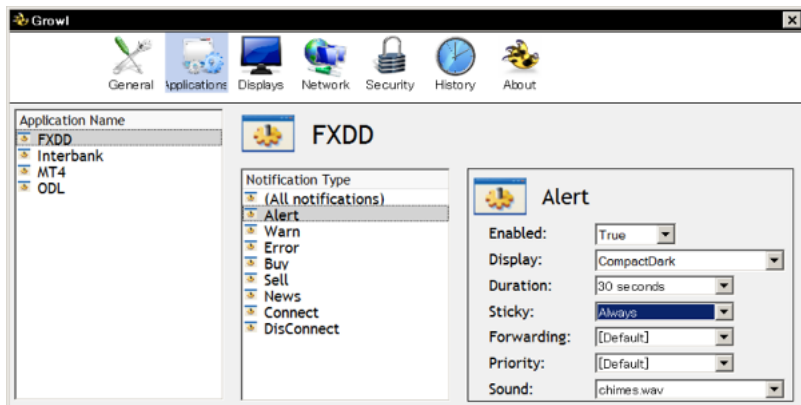 Growl
General Applications Displays Network Security History About
Application Name
FXDD
Interbank
MT4
ODL
FXDD
Notification Type
(All notifications)
Alert
Warn
Error
Buy
Sell
News
Connect
DisConnect
Alert
Enabled: True
Display: CompactDark
Duration: 30 seconds
Sticky: Always
Forwarding: [Default]
Priority: [Default]
Sound: chimes.wav